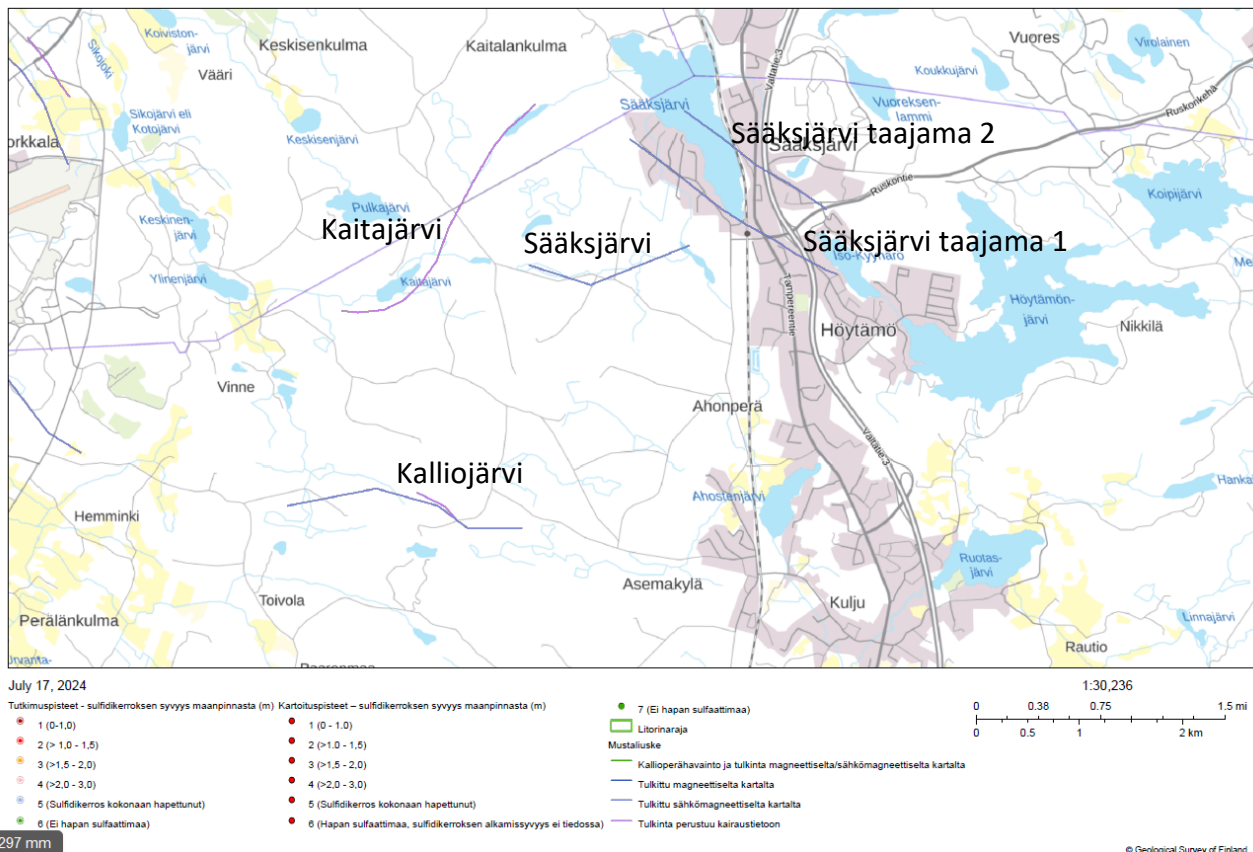 Koiviston-
järvi
Keskisenkulma
Kaitalankulma
Vuores
Virolainen
Sikojoki
Vääri
Koukkujärvi
Valtatie 3
Ruskonkehä
Sikojärvi eli
Kotojärvi
Sääksjärvi
Vuoreksen-
lammi
orkkala
Keskisenjärvi
Sääksjärvi taajama 2
Sääksjärvi
Ruskontie
Pulkajärvi
Koipijärvi
Keskinen-
järvi
Kaitajärvi
Sääksjärvi
Sääksjärvi taajama 1
Iso-Kyynärö
Me
Ylinenjärvi
Kaitajärvi
Tampereentie
Höytämön-
järvi
Höytämö
Nikkilä
Vinne
Ahonperä
Valtatie 3
Kalliojärvi
Ahostenjärvi
Hanka
Hemminki
Ruotas-
järvi
Asemakylä
Toivola
Kulju
Perälänkulma
Linnajärvi
Rautio
July 17, 2024
1:30,236
Tutkimuspisteet - sulfidikerroksen syvyys maanpinnasta (m)
1 (0-1,0)
2 (> 1,0 - 1,5)
3 (>1,5 - 2,0)
4 (>2,0 - 3,0)
5 (Sulfidikerros kokonaan hapettunut)
6 (Ei hapan sulfaattimaa)
Kartoituspisteet – sulfidikerroksen syvyys maanpinnasta (m)
1 (0 - 1.0)
2 (>1.0 - 1,5)
3 (>1,5 - 2,0)
4 (>2,0 - 3,0)
5 (Sulfidikerros kokonaan hapettunut)
6 (Hapan sulfaattimaa, sulfidikerroksen alkamissyvyys ei tiedossa)
7 (Ei hapan sulfaattimaa)
Litorinaraja
Mustaliuske
Kallioperähavainto ja tulkinta magneettiselta/sähkömagneettiselta kartalta
Tulkittu magneettiselta kartalta
Tulkittu sähkömagneettiselta kartalta
Tulkinta perustuu kairaustietoon
0 0.38 0.75 1.5 mi
0 0.5 1 2 km
297 mm
© Geological Survey of Finland